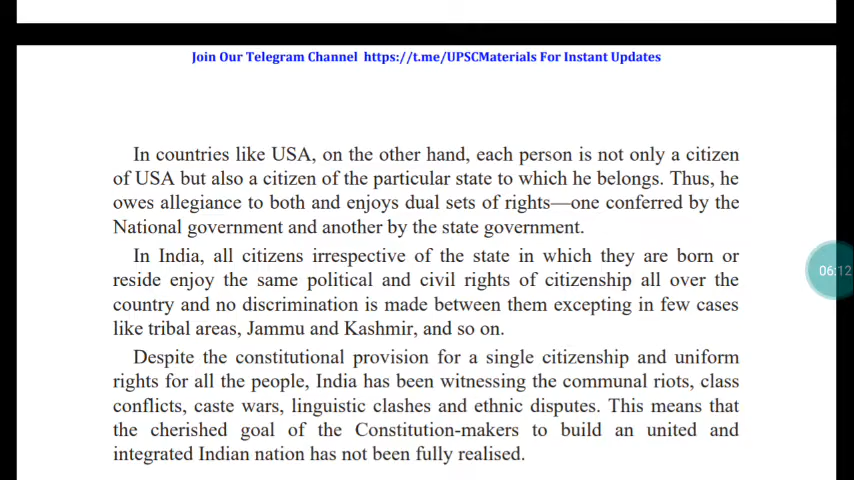 Join Our Telegram Channel https://t.me/UPSCMaterials For Instant Updates
In countries like USA, on the other hand, each person is not only a citizen
of USA but also a citizen of the particular state to which he belongs. Thus, he
owes allegiance to both and enjoys dual sets of rights—one conferred by the
National government and another by the state government.
In India, all citizens irrespective of the state in which they are born or
reside enjoy the same political and civil rights of citizenship all over the
country and no discrimination is made between them excepting in few cases
like tribal areas, Jammu and Kashmir, and so on.
Despite the constitutional provision for a single citizenship and uniform
rights for all the people, India has been witnessing the communal riots, class
conflicts, caste wars, linguistic clashes and ethnic disputes. This means that
the cherished goal of the Constitution-makers to build an united and
integrated Indian nation has not been fully realised.
06:12